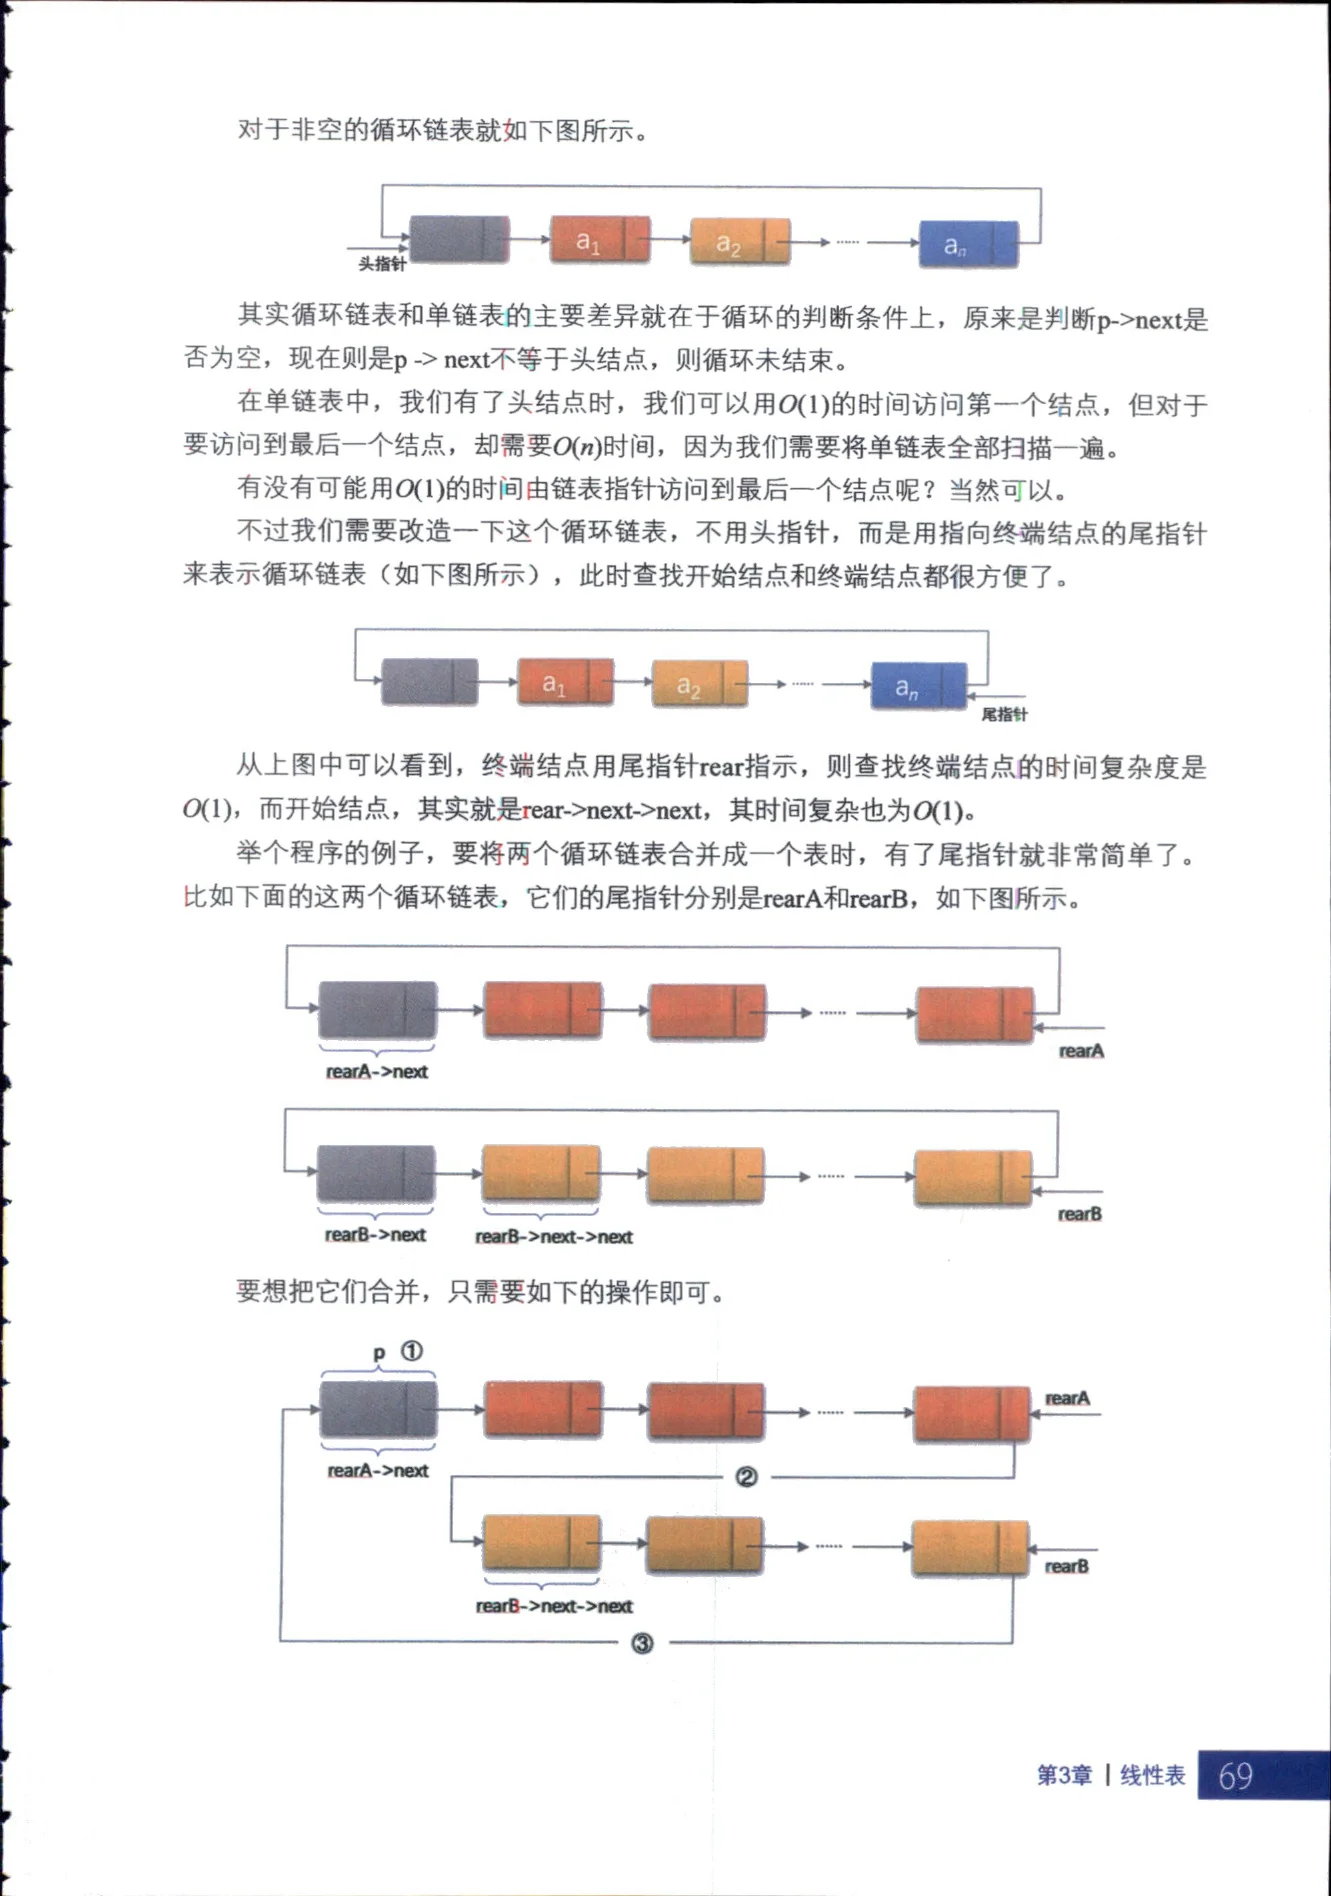 对于非空的循环链表就如下图所示。
a1 a2 …… an
头指针
其实循环链表和单链表的主要差异就在于循环的判断条件上，原来是判断p->next是
否为空，现在则是p -> next不等于头结点，则循环未结束。
在单链表中，我们有了头结点时，我们可以用O(1)的时间访问第一个结点，但对于
要访问到最后一个结点，却需要O(n)时间，因为我们需要将单链表全部扫描一遍。
有没有可能用O(1)的时间由链表指针访问到最后一个结点呢？当然可以。
不过我们需要改造一下这个循环链表，不用头指针，而是用指向终端结点的尾指针
来表示循环链表（如下图所示），此时查找开始结点和终端结点都很方便了。
a1 a2 …… an
尾指针
从上图中可以看到，终端结点用尾指针rear指示，则查找终端结点的时间复杂度是
O(1)，而开始结点，其实就是rear->next->next，其时间复杂也为O(1)。
举个程序的例子，要将两个循环链表合并成一个表时，有了尾指针就非常简单了。
比如下面的这两个循环链表，它们的尾指针分别是rearA和rearB，如下图所示。
……
rearA
rearA->next
……
rearB
rearB->next rearB->next->next
要想把它们合并，只需要如下的操作即可。
p ①
rearA
……
rearA->next
②
……
rearB
rearB->next->next
③
第3章 | 线性表 69